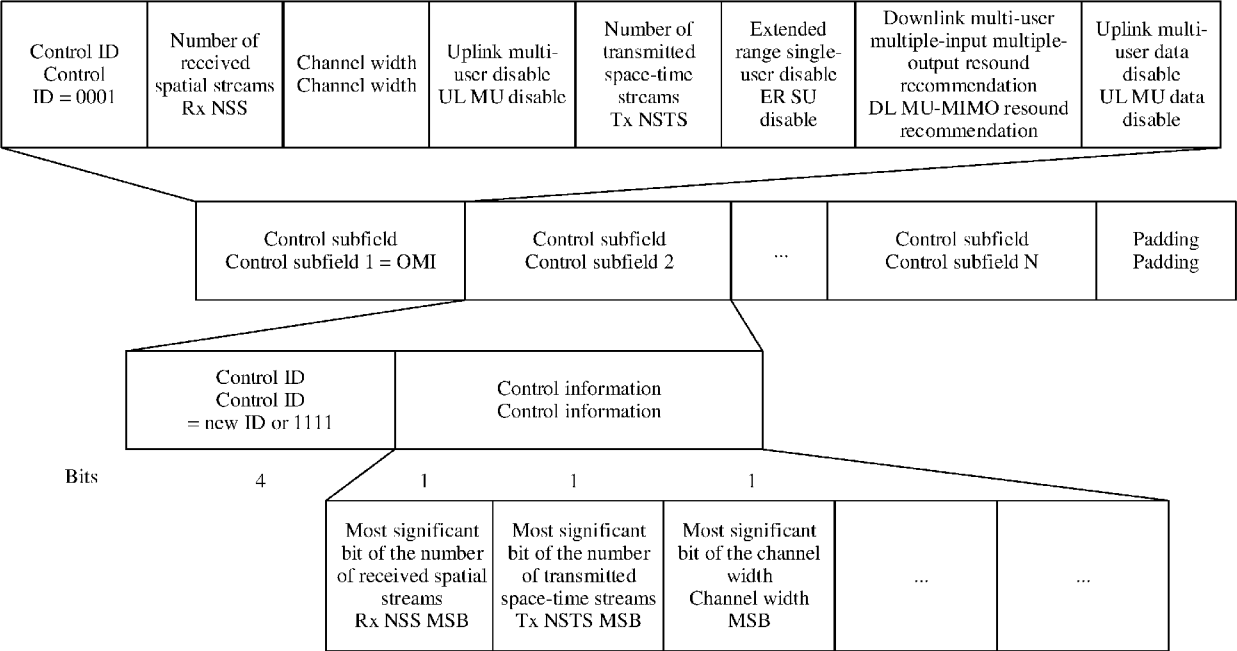 Control ID
Control
ID = 0001
Number of
received
spatial streams
Rx NSS
Channel width
Channel width
Uplink multi-
user disable
UL MU disable
Number of
transmitted
space-time
streams
Tx NSTS
Extended
range single-
user disable
ER SU
disable
Downlink multi-user
multiple-input multiple-
output resound
recommendation
DL MU-MIMO resound
recommendation
Uplink multi-
user data
disable
UL MU data
disable
Control subfield
Control subfield 1 = OMI
Control subfield
Control subfield 2
...
Control subfield
Control subfield N
Padding
Padding
Control ID
Control ID
= new ID or 1111
Control information
Control information
Bits
4
1
1
1
Most significant
bit of the number
of received spatial
streams
Rx NSS MSB
Most significant
bit of the number
of transmitted
space-time streams
Tx NSTS MSB
Most significant
bit of the channel
width
Channel width
MSB
...
...